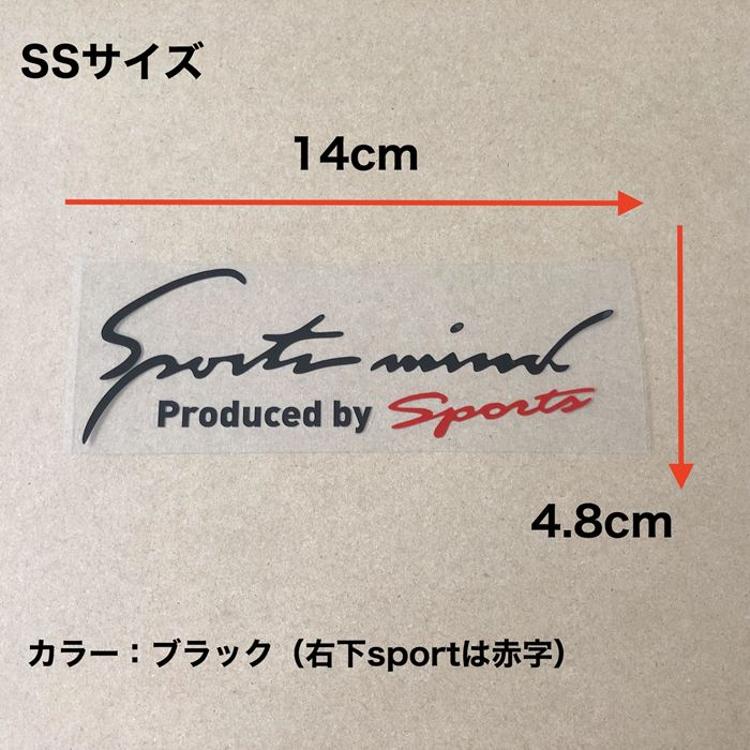 SSサイズ
14cm
Sports mind
Produced by Sports
4.8cm
カラー：ブラック（右下sportは赤字）